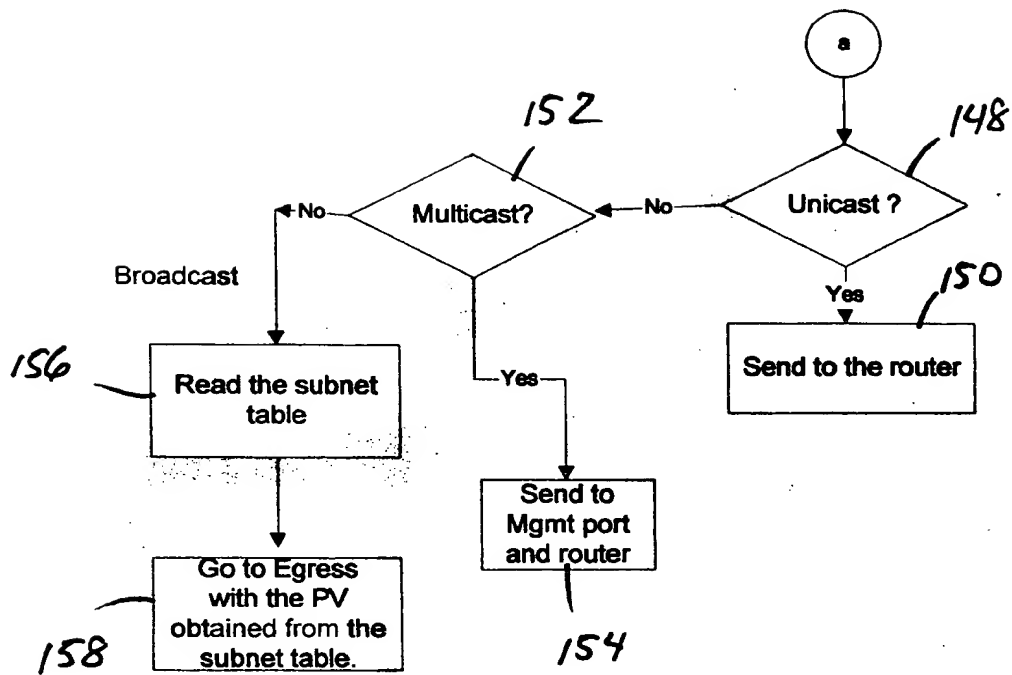 a
152
148
Multicast?
No
Unicast ?
No
Broadcast
Yes
150
156
Read the subnet
table
Yes
Send to the router
Send to
Mgmt port
and router
Go to Egress
with the PV
obtained from the
subnet table.
158
154